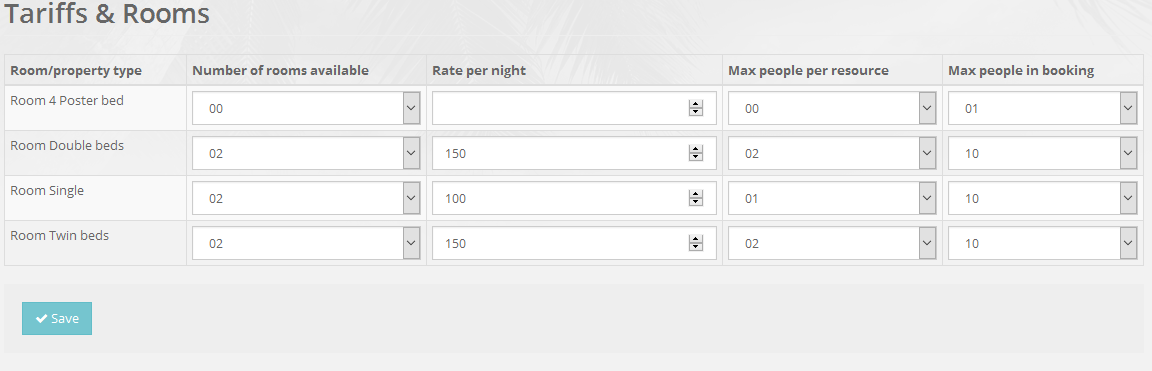 Tariffs & Rooms
Room/property type Number of rooms available Rate per night Max people per resource Max people in booking
Room 4 Poster bed 00 00 01
Room Double beds 02 150 02 10
Room Single 02 100 01 10
Room Twin beds 02 150 02 10
Save